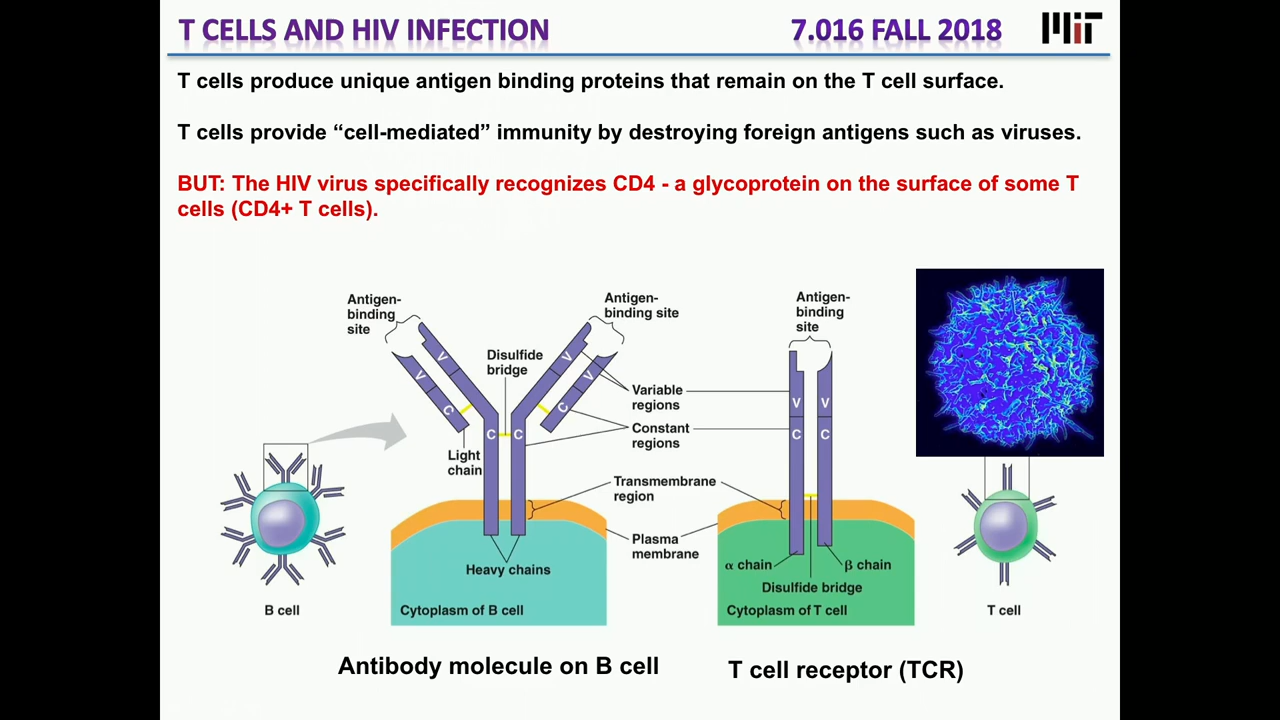 T CELLS AND HIV INFECTION
7.016 FALL 2018
MIT
T cells produce unique antigen binding proteins that remain on the T cell surface.
T cells provide “cell-mediated” immunity by destroying foreign antigens such as viruses.
BUT: The HIV virus specifically recognizes CD4 - a glycoprotein on the surface of some T
cells (CD4+ T cells).
Antigen-
binding
site
Antigen-
binding site
Antigen-
binding
site
Disulfide
bridge
Variable
regions
Constant
regions
Light
chain
Transmembrane
region
Plasma
membrane
Heavy chains
α chain
β chain
Disulfide bridge
V
V
V
V
C
C
C
C
V
V
C
C
B cell
Cytoplasm of B cell
Cytoplasm of T cell
T cell
Antibody molecule on B cell
T cell receptor (TCR)